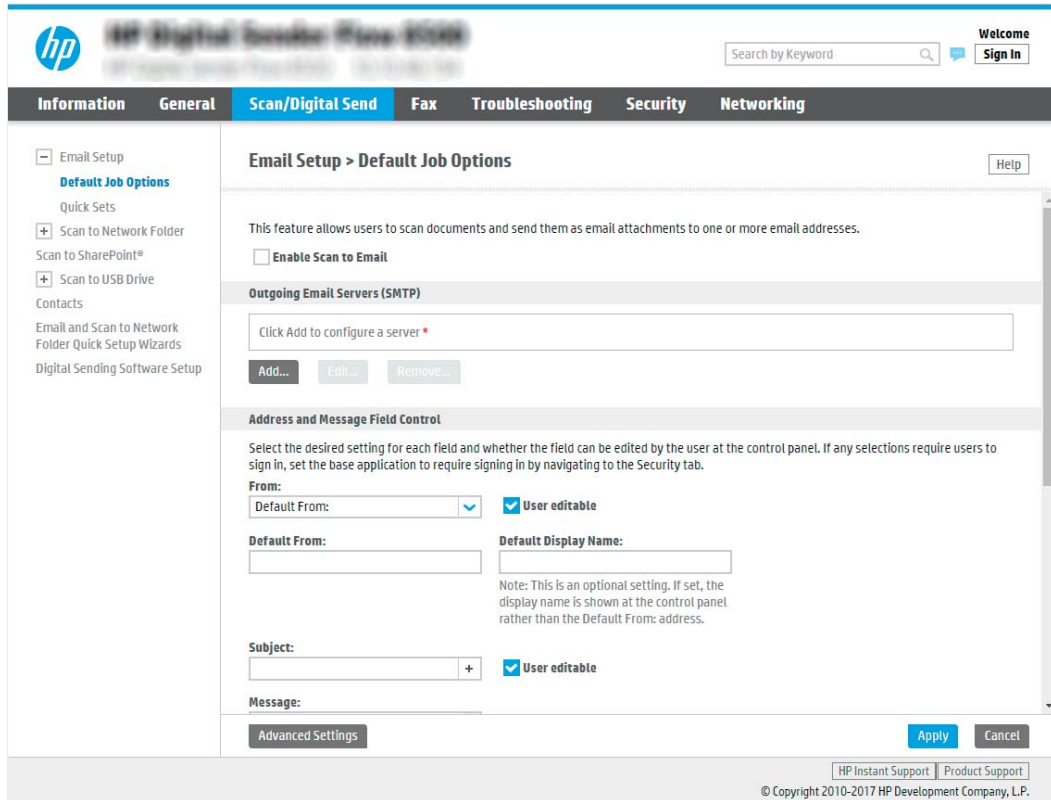 hp
Welcome
Search by Keyword
Sign In
Information General Scan/Digital Send Fax Troubleshooting Security Networking
Email Setup
Default Job Options
Quick Sets
Scan to Network Folder
Scan to SharePoint®
Scan to USB Drive
Contacts
Email and Scan to Network
Folder Quick Setup Wizards
Digital Sending Software Setup
Email Setup > Default Job Options
Help
This feature allows users to scan documents and send them as email attachments to one or more email addresses.
Enable Scan to Email
Outgoing Email Servers (SMTP)
Click Add to configure a server *
Add... Edit... Remove...
Address and Message Field Control
Select the desired setting for each field and whether the field can be edited by the user at the control panel. If any selections require users to
sign in, set the base application to require signing in by navigating to the Security tab.
From:
Default From: User editable
Default From: Default Display Name:
Note: This is an optional setting. If set, the
display name is shown at the control panel
rather than the Default From: address.
Subject:
+ User editable
Message:
Advanced Settings Apply Cancel
HP Instant Support Product Support
© Copyright 2010-2017 HP Development Company, L.P.